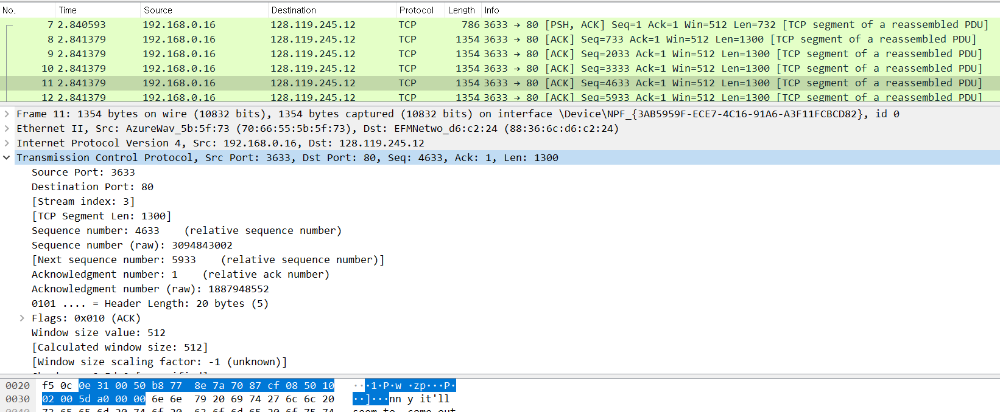 No. Time Source Destination Protocol Length Info
7 2.840593 192.168.0.16 128.119.245.12 TCP 786 3633 → 80 [PSH, ACK] Seq=1 Ack=1 Win=512 Len=732 [TCP segment of a reassembled PDU]
8 2.841379 192.168.0.16 128.119.245.12 TCP 1354 3633 → 80 [ACK] Seq=733 Ack=1 Win=512 Len=1300 [TCP segment of a reassembled PDU]
9 2.841379 192.168.0.16 128.119.245.12 TCP 1354 3633 → 80 [ACK] Seq=2033 Ack=1 Win=512 Len=1300 [TCP segment of a reassembled PDU]
10 2.841379 192.168.0.16 128.119.245.12 TCP 1354 3633 → 80 [ACK] Seq=3333 Ack=1 Win=512 Len=1300 [TCP segment of a reassembled PDU]
11 2.841379 192.168.0.16 128.119.245.12 TCP 1354 3633 → 80 [ACK] Seq=4633 Ack=1 Win=512 Len=1300 [TCP segment of a reassembled PDU]
12 2.841379 192.168.0.16 128.119.245.12 TCP 1354 3633 → 80 [ACK] Seq=5933 Ack=1 Win=512 Len=1300 [TCP segment of a reassembled PDU]
Frame 11: 1354 bytes on wire (10832 bits), 1354 bytes captured (10832 bits) on interface \Device\NPF_{3AB5959F-ECE7-4C16-91A6-A3F11FCBCD82}, id 0
Ethernet II, Src: AzureWav_5b:5f:73 (70:66:55:5b:5f:73), Dst: EFMNetwo_d6:c2:24 (88:36:6c:d6:c2:24)
Internet Protocol Version 4, Src: 192.168.0.16, Dst: 128.119.245.12
Transmission Control Protocol, Src Port: 3633, Dst Port: 80, Seq: 4633, Ack: 1, Len: 1300
Source Port: 3633
Destination Port: 80
[Stream index: 3]
[TCP Segment Len: 1300]
Sequence number: 4633 (relative sequence number)
Sequence number (raw): 3094843002
[Next sequence number: 5933 (relative sequence number)]
Acknowledgment number: 1 (relative ack number)
Acknowledgment number (raw): 1887948552
0101 .... = Header Length: 20 bytes (5)
Flags: 0x010 (ACK)
Window size value: 512
[Calculated window size: 512]
[Window size scaling factor: -1 (unknown)]
0020 f5 0c 0e 31 00 50 b8 77 8e 7a 70 87 cf 08 50 10 ···1·P·w ·zp···P·
0030 02 00 5d a0 00 00 6e 6e 79 20 69 74 27 6c 6c 20 ··]···nn y it'll
0040 73 65 65 6d 20 74 6f 20 63 6f 6d 65 20 6f 75 74 seem to come out